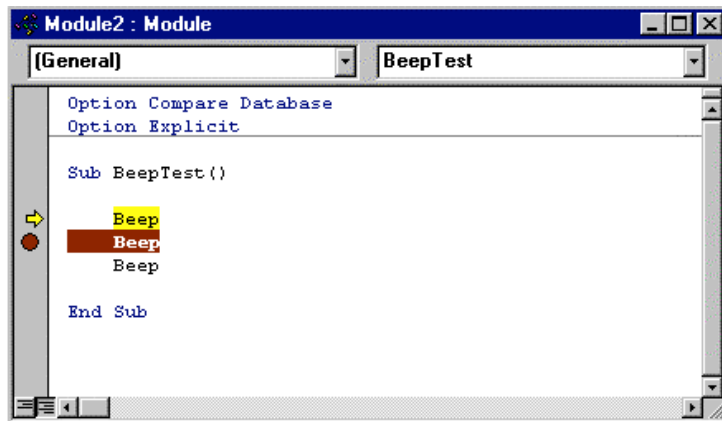 Module2 : Module
(General) BeepTest
Option Compare Database
Option Explicit
Sub BeepTest()
Beep
Beep
Beep
End Sub